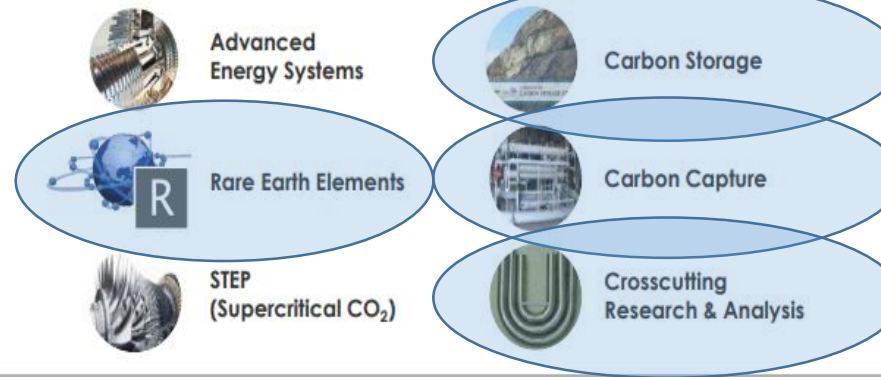 Advanced
Energy Systems
Carbon Storage
R
Rare Earth Elements
Carbon Capture
STEP
(Supercritical CO₂)
Crosscutting
Research & Analysis